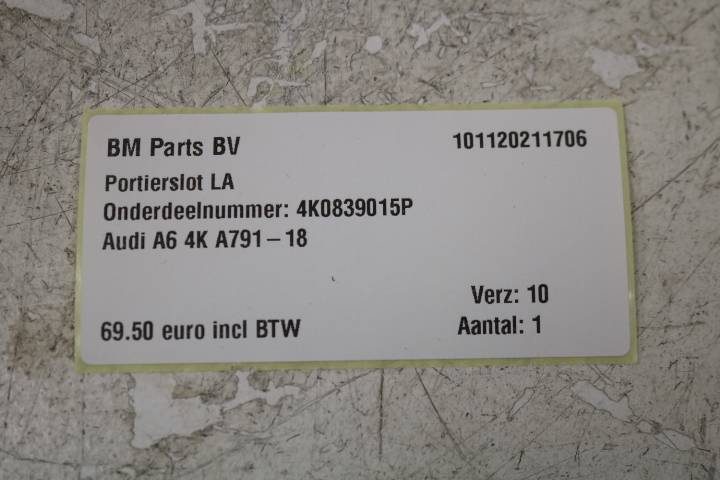 BM Parts BV 101120211706
Portierslot LA
Onderdeelnummer: 4K0839015P
Audi A6 4K A791-18
Verz: 10
69.50 euro incl BTW Aantal: 1